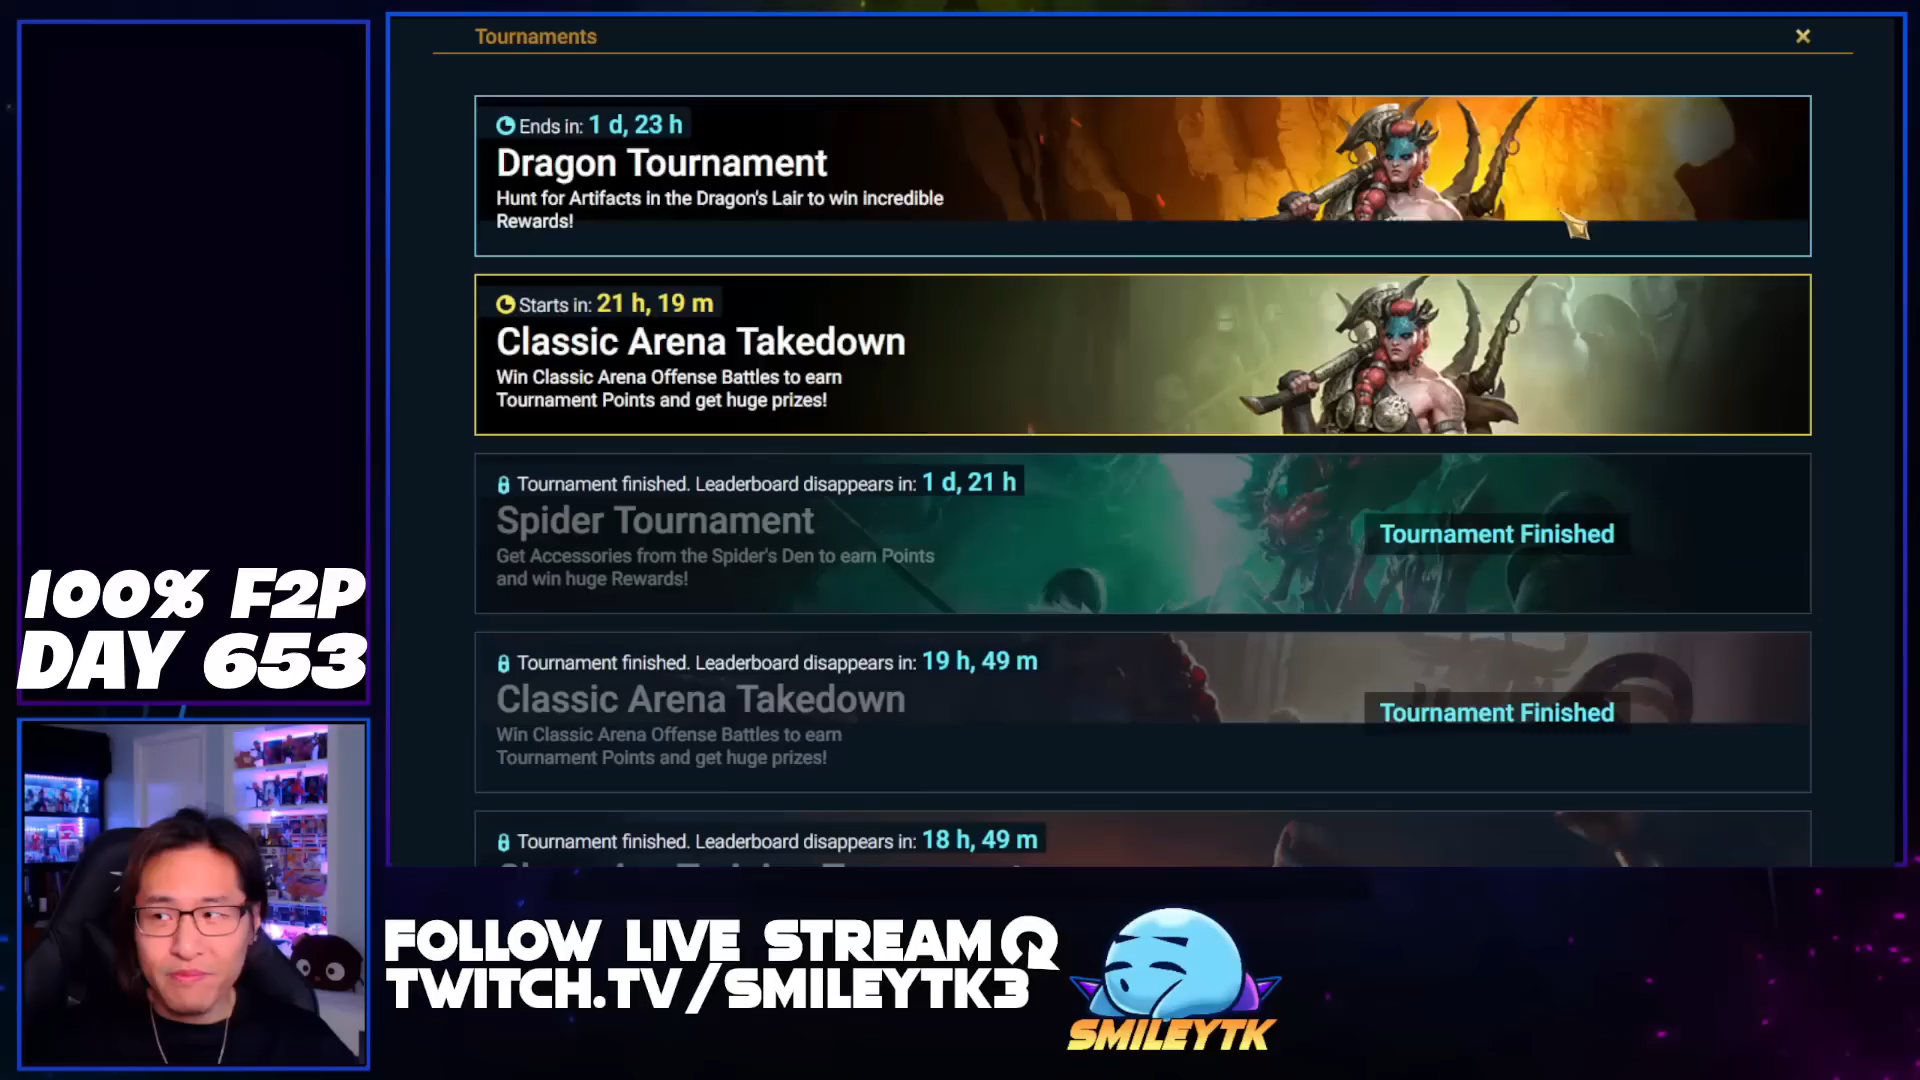 Tournaments
Ends in: 1 d, 23 h
Dragon Tournament
Hunt for Artifacts in the Dragon's Lair to win incredible
Rewards!
Starts in: 21 h, 19 m
Classic Arena Takedown
Win Classic Arena Offense Battles to earn
Tournament Points and get huge prizes!
Tournament finished. Leaderboard disappears in: 1 d, 21 h
Spider Tournament
Get Accessories from the Spider's Den to earn Points
and win huge Rewards!
Tournament Finished
Tournament finished. Leaderboard disappears in: 19 h, 49 m
Classic Arena Takedown
Win Classic Arena Offense Battles to earn
Tournament Points and get huge prizes!
Tournament Finished
Tournament finished. Leaderboard disappears in: 18 h, 49 m
100% F2P
DAY 653
FOLLOW LIVE STREAM
TWITCH.TV/SMILEYTK3
SMILEYTK